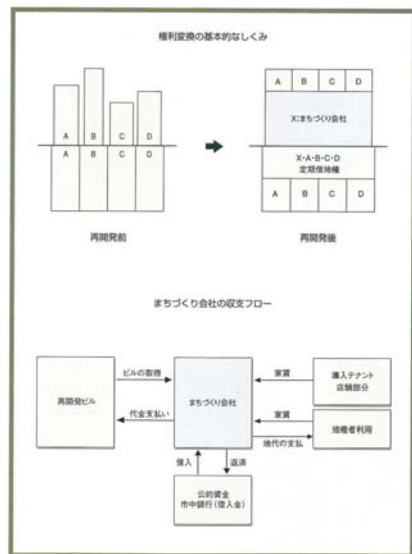 権利変換の基本的なしくみ
A B C D
A B C D
再開発前
A B C D
X:まちづくり会社
X・A・B・C・D
定期借地権
A B C D
再開発後
まちづくり会社の収支フロー
再開発ビル
ビルの取得
代金支払い
まちづくり会社
家賃
導入テナント
店舗部分
家賃
地代の支払
地権者利用
借入
返済
公的資金
市中銀行(借入金)